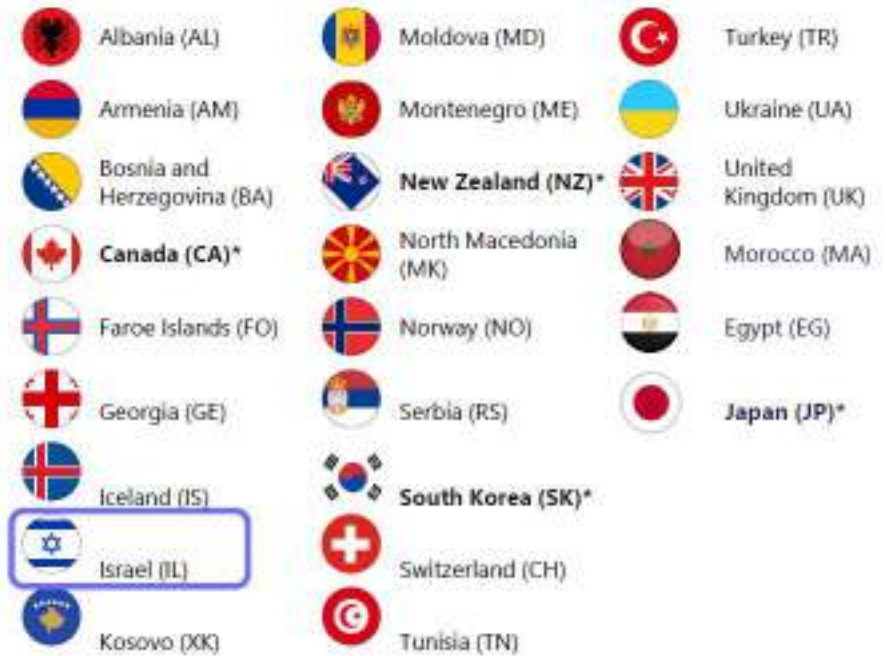 Albania (AL)
Armenia (AM)
Bosnia and
Herzegovina (BA)
Canada (CA)*
Faroe Islands (FO)
Georgia (GE)
Iceland (IS)
Israel (IL)
Kosovo (XK)
Moldova (MD)
Montenegro (ME)
New Zealand (NZ)*
North Macedonia
(MK)
Norway (NO)
Serbia (RS)
South Korea (SK)*
Switzerland (CH)
Tunisia (TN)
Turkey (TR)
Ukraine (UA)
United
Kingdom (UK)
Morocco (MA)
Egypt (EG)
Japan (JP)*